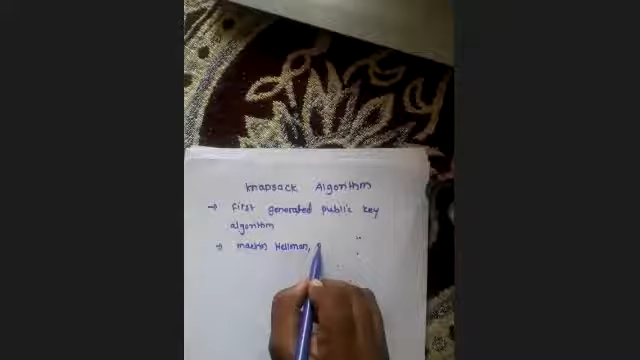 Knapsack Algorithm
→ First generated public key
algorithm
→ Martin Hellman,